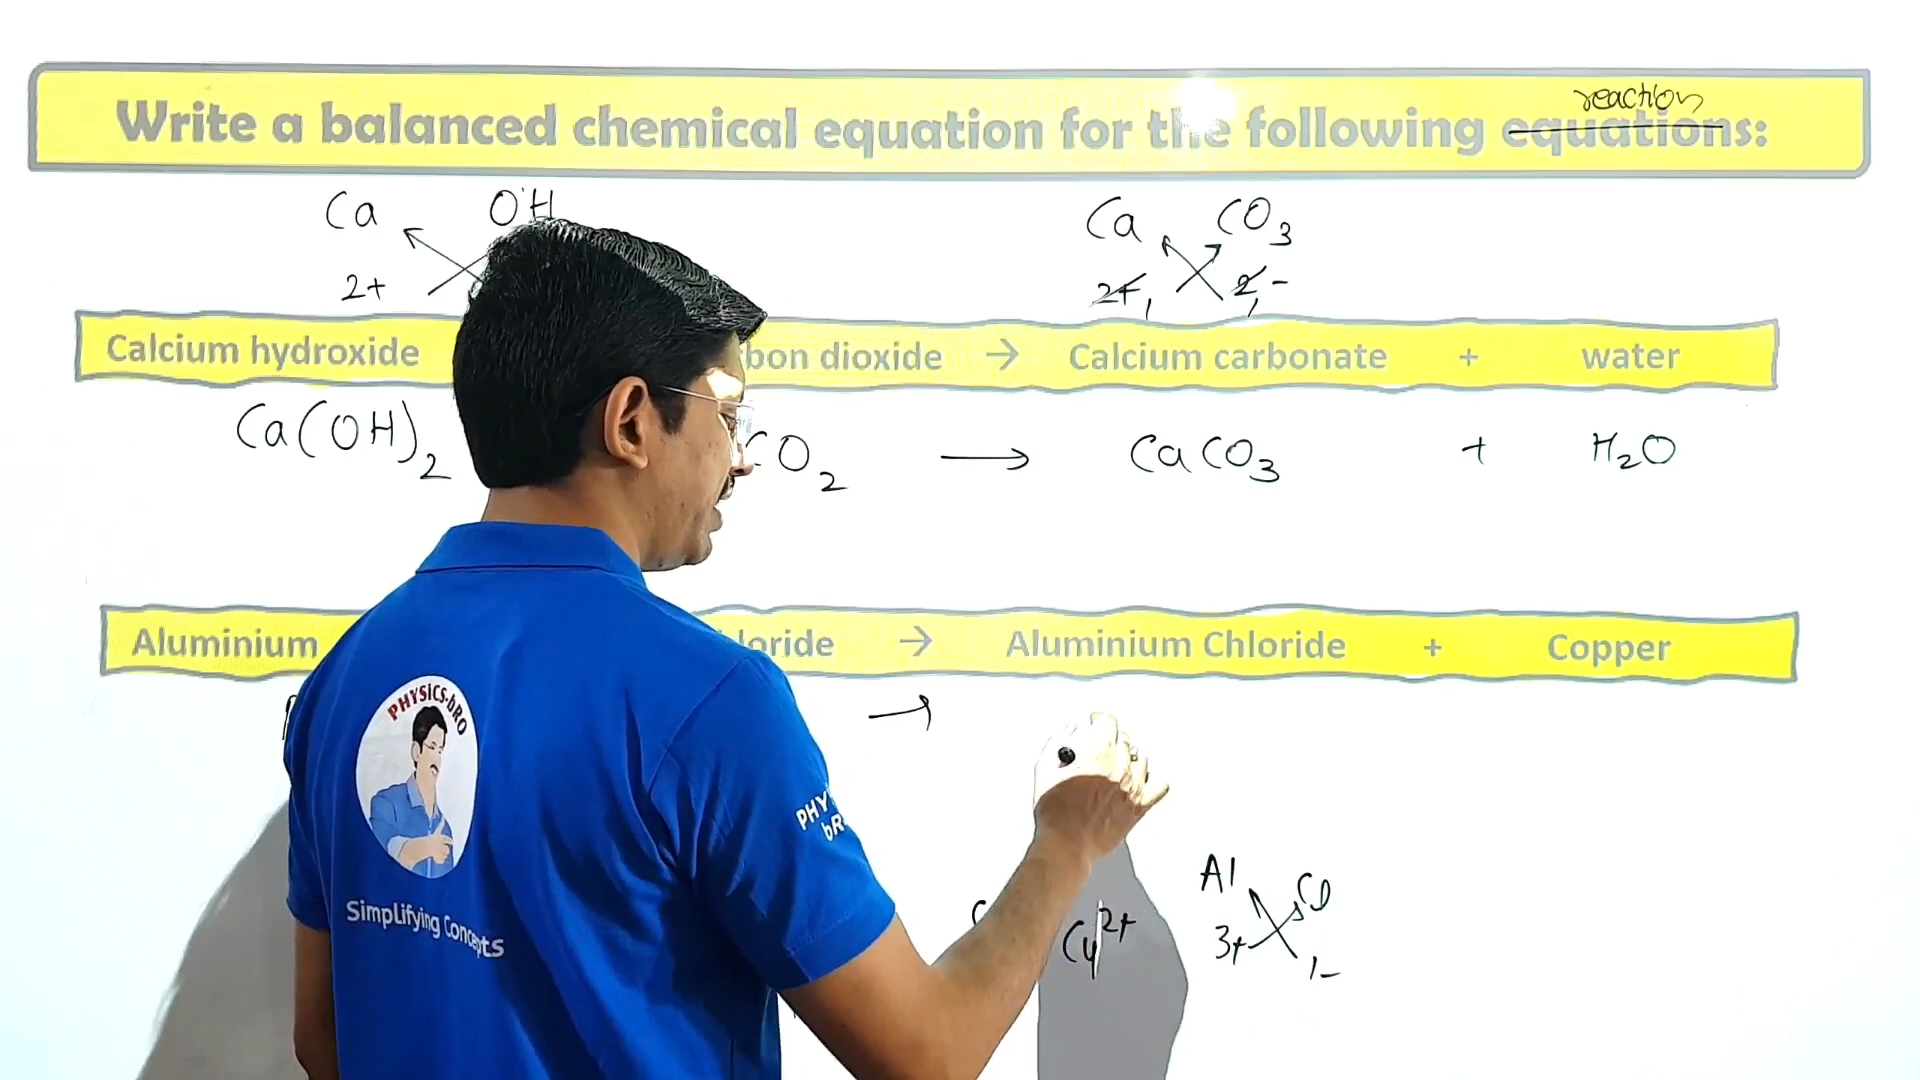 reaction
Write a balanced chemical equation for the following equations:
Ca OH
2+
Ca CO3
2+, 2-,
Calcium hydroxide bon dioxide → Calcium carbonate + water
Ca(OH)2 CO2 → CaCO3 + H2O
Aluminium loride → Aluminium Chloride + Copper
→
PHYSICS-bRO
Simplifying Concepts
PHY
bR
Cu2+
Al Cl
3+ 1-